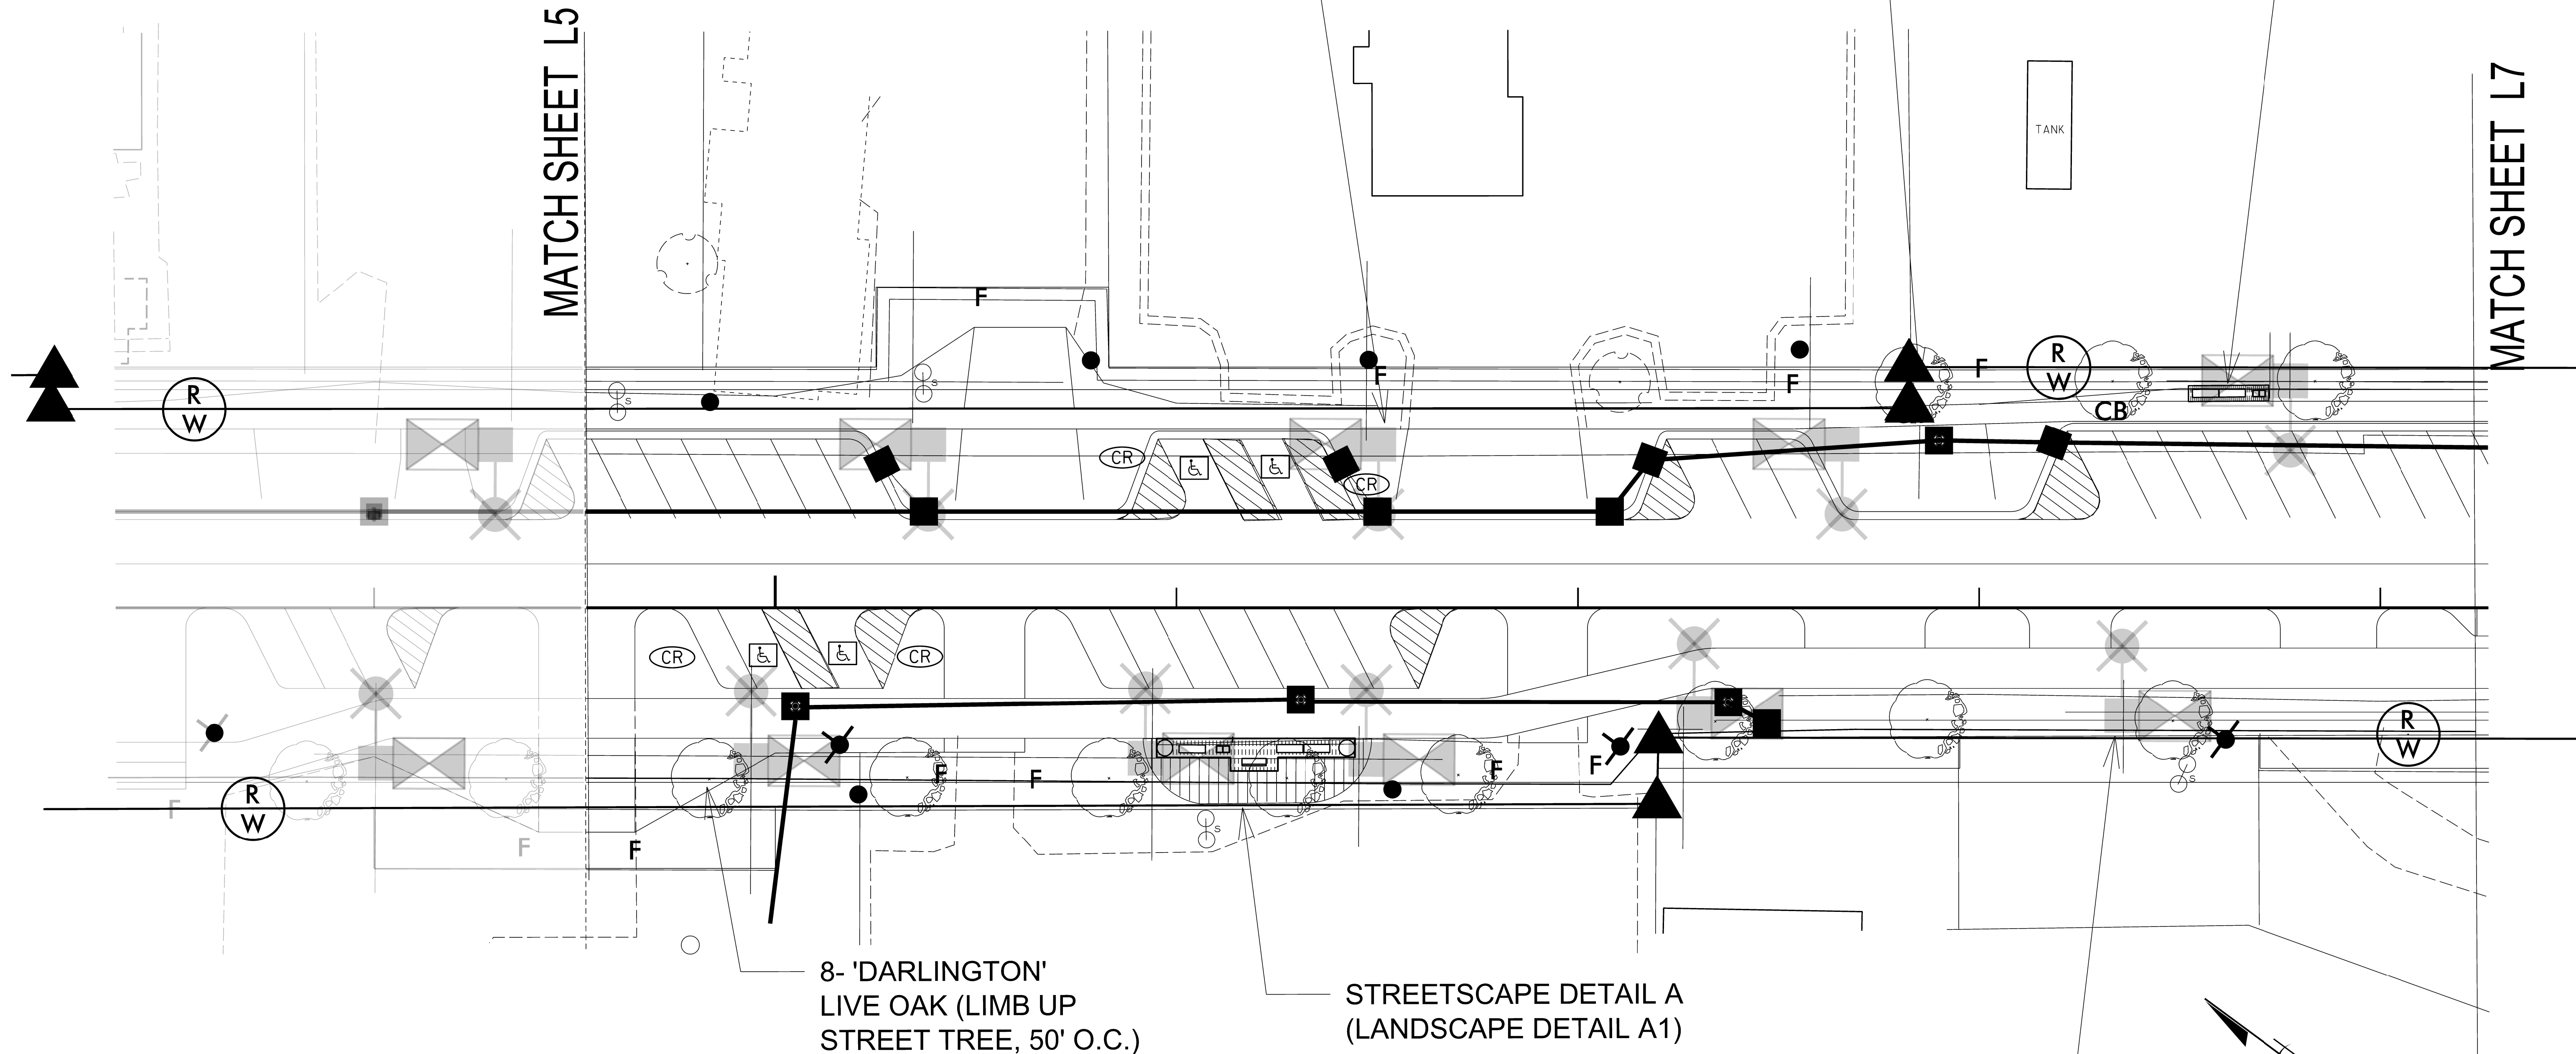 MATCH SHEET L5
MATCH SHEET L7
TANK
F
R
W
F
F
F
R
W
S
S
CB
CR
CR
CR
CR
F
F
F
F
R
W
S
S
R
W
F
F
F
8- 'DARLINGTON'
LIVE OAK (LIMB UP
STREET TREE, 50' O.C.)
STREETSCAPE DETAIL A
(LANDSCAPE DETAIL A1)